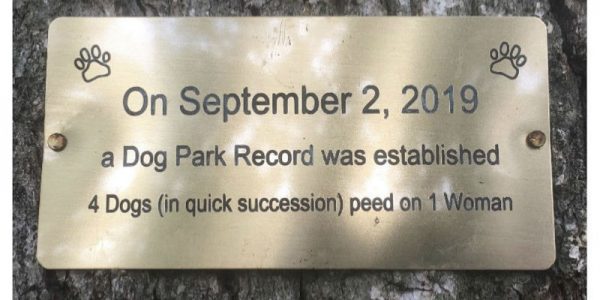 On September 2, 2019
a Dog Park Record was established
4 Dogs (in quick succession) peed on 1 Woman